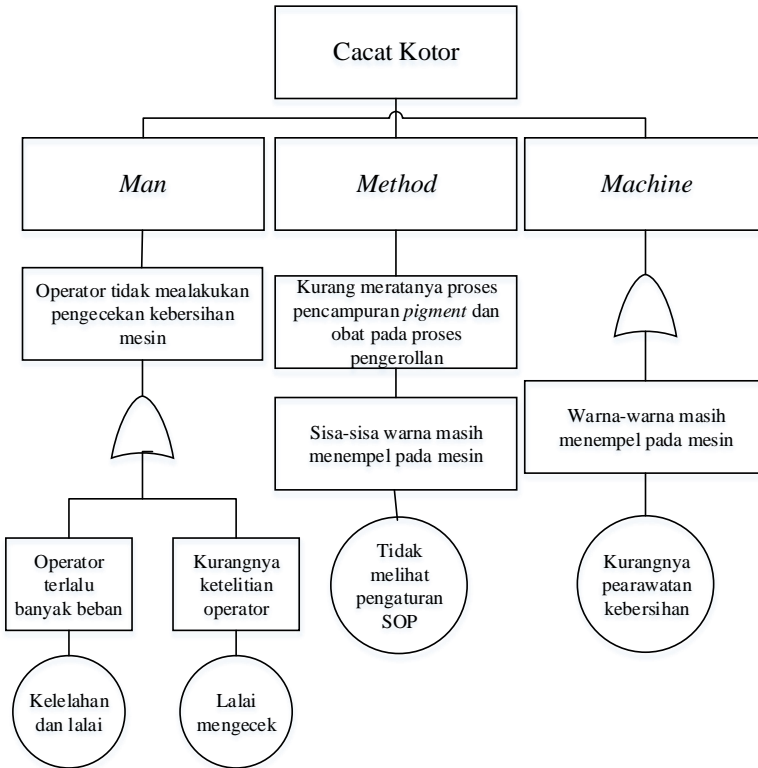 Cacat Kotor
Man
Method
Machine
Operator tidak mealakukan
pengecekan kebersihan
mesin
Kurang meratanya proses
pencampuran pigment dan
obat pada proses
pengerollan
Sisa-sisa warna masih
menempel pada mesin
Warna-warna masih
menempel pada mesin
Operator
terlalu
banyak beban
Kurangnya
ketelitian
operator
Tidak
melihat
pengaturan
SOP
Kurangnya
pearawatan
kebersihan
Kelelahan
dan lalai
Lalai
mengecek